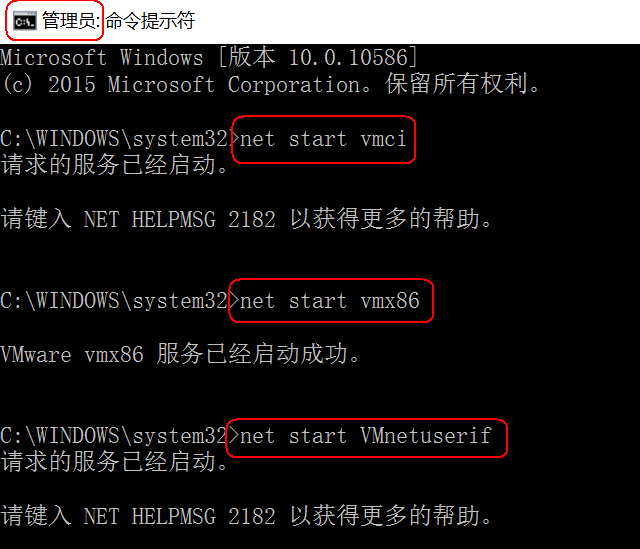 管理员: 命令提示符
Microsoft Windows [版本 10.0.10586]
(c) 2015 Microsoft Corporation。保留所有权利。
C:\WINDOWS\system32>net start vmci
请求的服务已经启动。
请键入 NET HELPMSG 2182 以获得更多的帮助。
C:\WINDOWS\system32>net start vmx86
VMware vmx86 服务已经启动成功。
C:\WINDOWS\system32>net start VMnetuserif
请求的服务已经启动。
请键入 NET HELPMSG 2182 以获得更多的帮助。